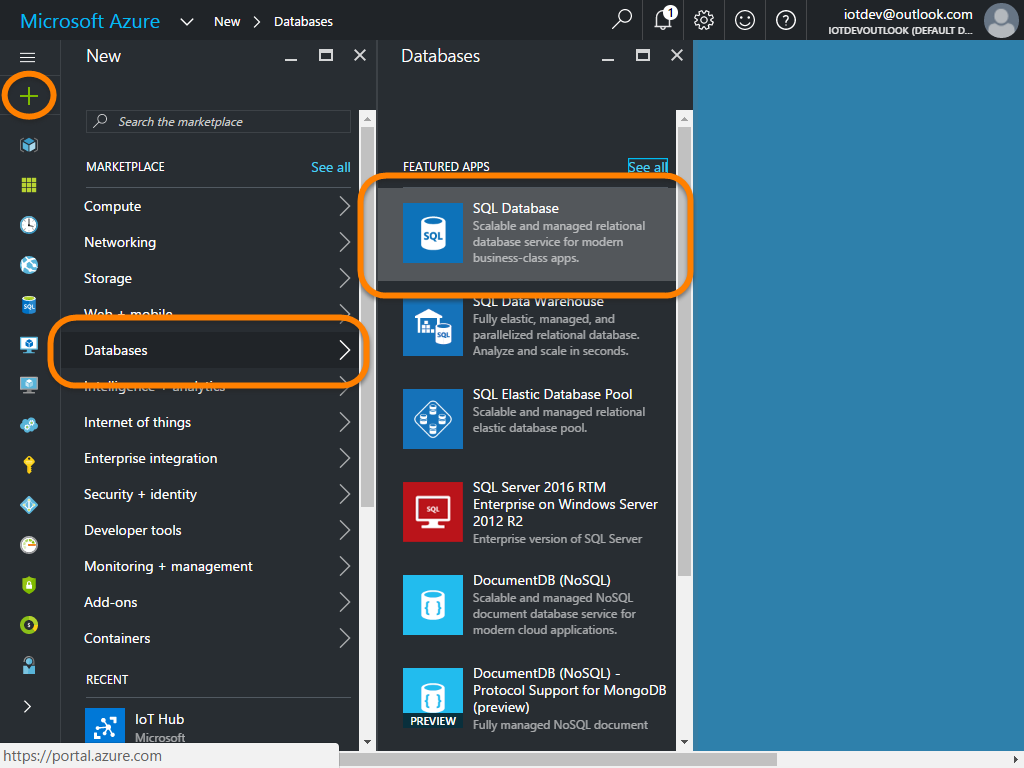 Microsoft Azure
New
Databases
1
iotdev@outlook.com
IOTDEVOUTLOOK (DEFAULT D...
New
Search the marketplace
MARKETPLACE
See all
Compute
Networking
Storage
Web + mobile
Databases
Intelligence + analytics
Internet of things
Enterprise integration
Security + identity
Developer tools
Monitoring + management
Add-ons
Containers
RECENT
IoT Hub
Microsoft
Databases
FEATURED APPS
See all
SQL
SQL Database
Scalable and managed relational
database service for modern
business-class apps.
SQL
SQL Data Warehouse
Fully elastic, managed, and
parallelized relational database.
Analyze and scale in seconds.
SQL Elastic Database Pool
Scalable and managed relational
elastic database pool.
SQL
SQL Server 2016 RTM
Enterprise on Windows Server
2012 R2
Enterprise version of SQL Server
{ }
DocumentDB (NoSQL)
Scalable and managed NoSQL
document database service for
modern cloud applications.
{ }
PREVIEW
DocumentDB (NoSQL) -
Protocol Support for MongoDB
(preview)
Fully managed NoSQL document
SQL
https://portal.azure.com